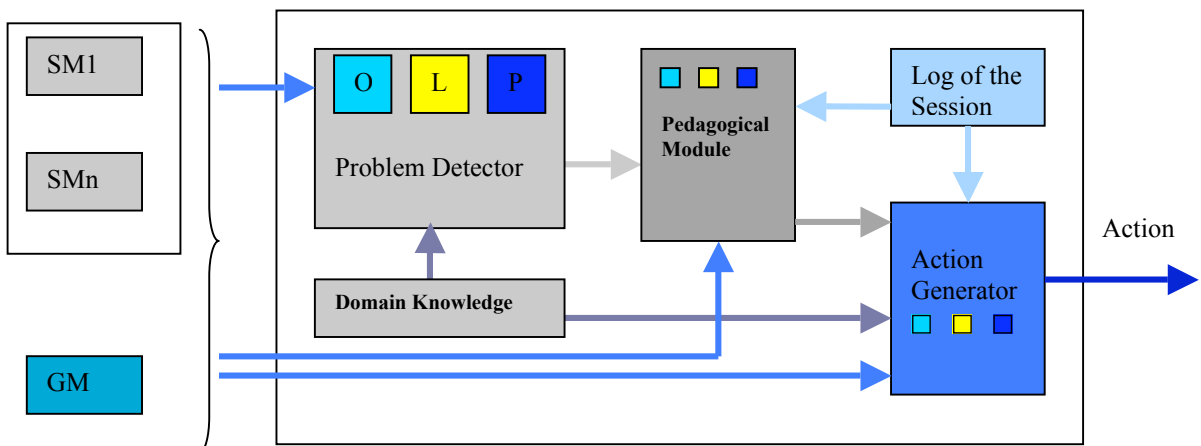 SM1
SMn
GM
O L P
Problem Detector
Domain Knowledge
Pedagogical
Module
Log of the
Session
Action
Generator
Action